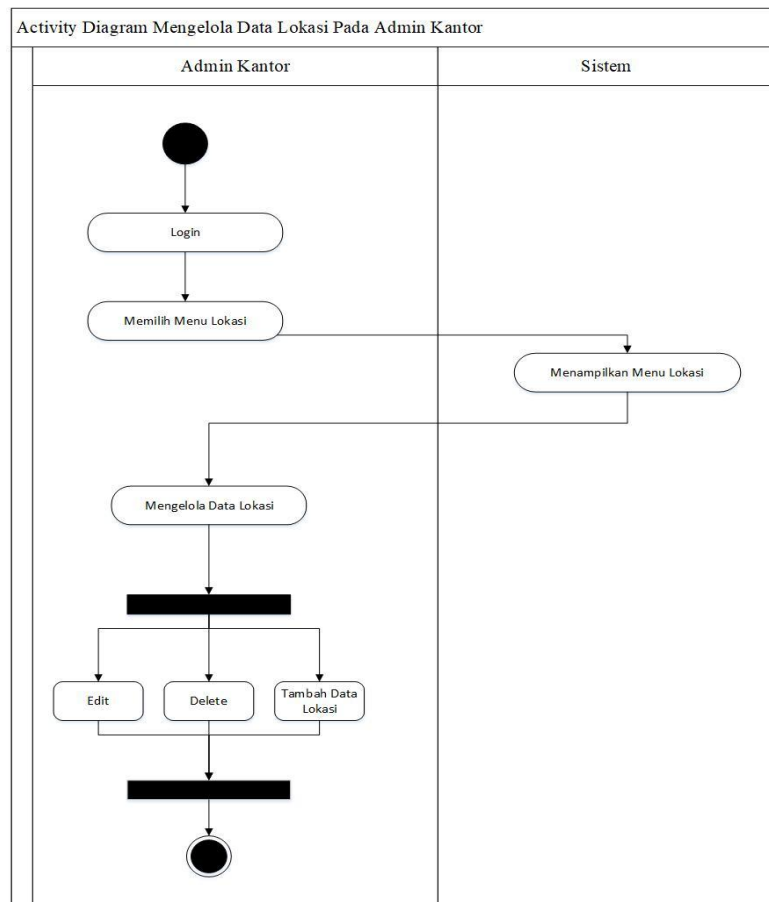 Activity Diagram Mengelola Data Lokasi Pada Admin Kantor
Admin Kantor
Sistem
Login
Memilih Menu Lokasi
Menampilkan Menu Lokasi
Mengelola Data Lokasi
Edit
Delete
Tambah Data
Lokasi